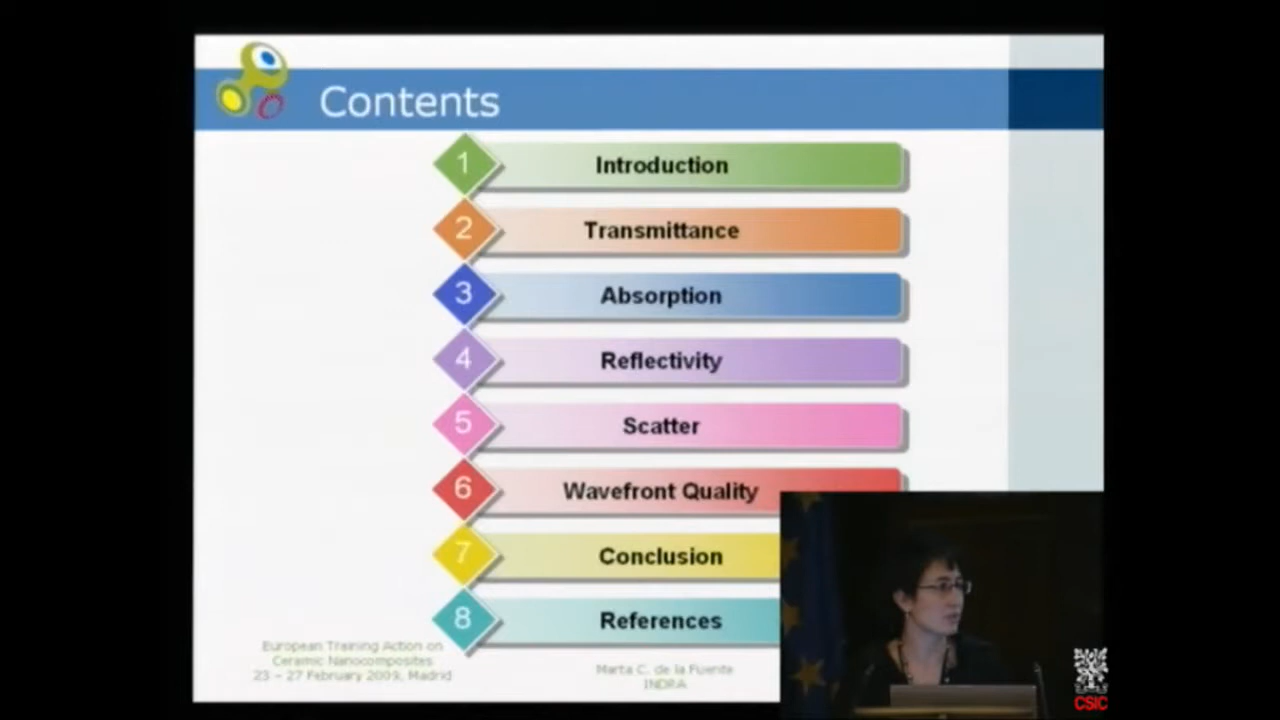 Contents
1 Introduction
2 Transmittance
3 Absorption
4 Reflectivity
5 Scatter
6 Wavefront Quality
7 Conclusion
8 References
European Training Action on
Ceramic Nanocomposites
23 – 27 February 2009, Madrid
Marta C. de la Fuente
INDRA
CSIC